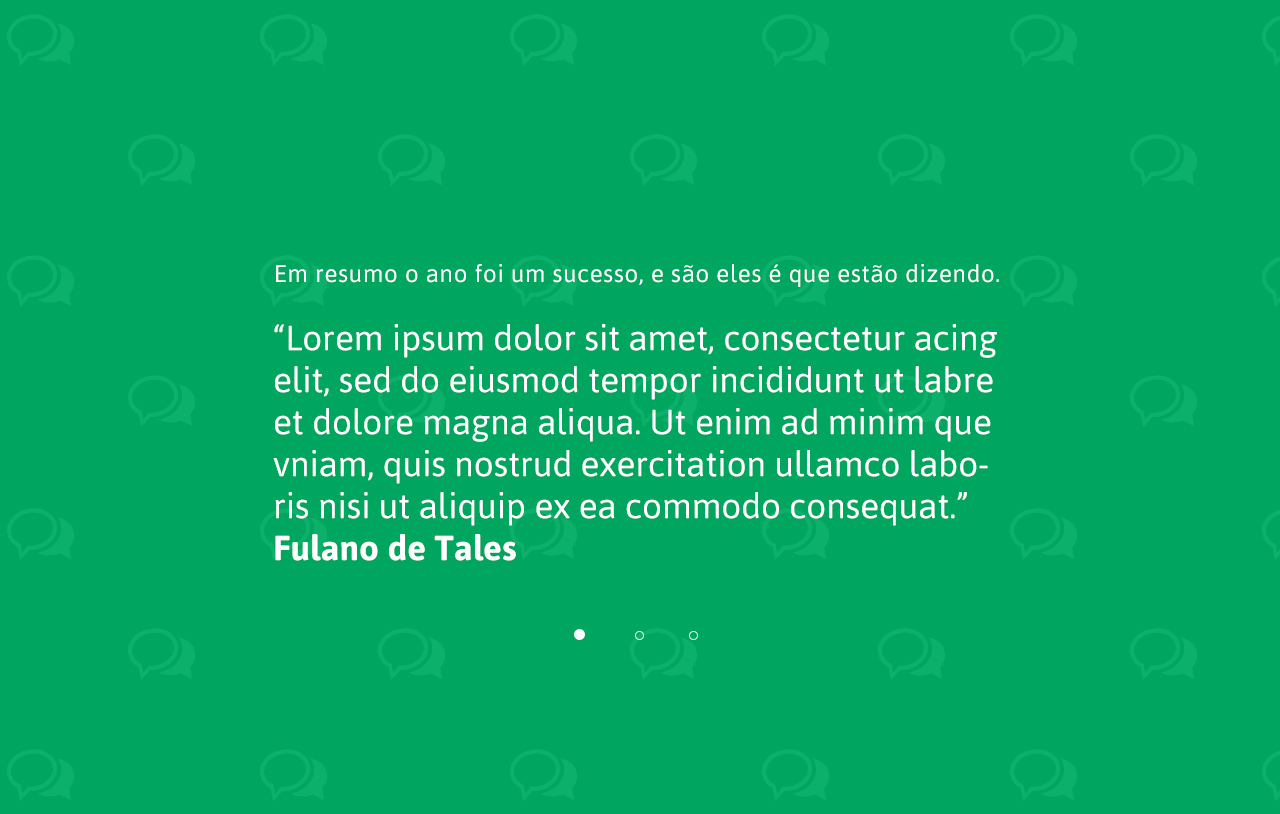 Em resumo o ano foi um sucesso, e são eles é que estão dizendo.
“Lorem ipsum dolor sit amet, consectetur acing
elit, sed do eiusmod tempor incididunt ut labre
et dolore magna aliqua. Ut enim ad minim que
vniam, quis nostrud exercitation ullamco labo-
ris nisi ut aliquip ex ea commodo consequat.”
Fulano de Tales